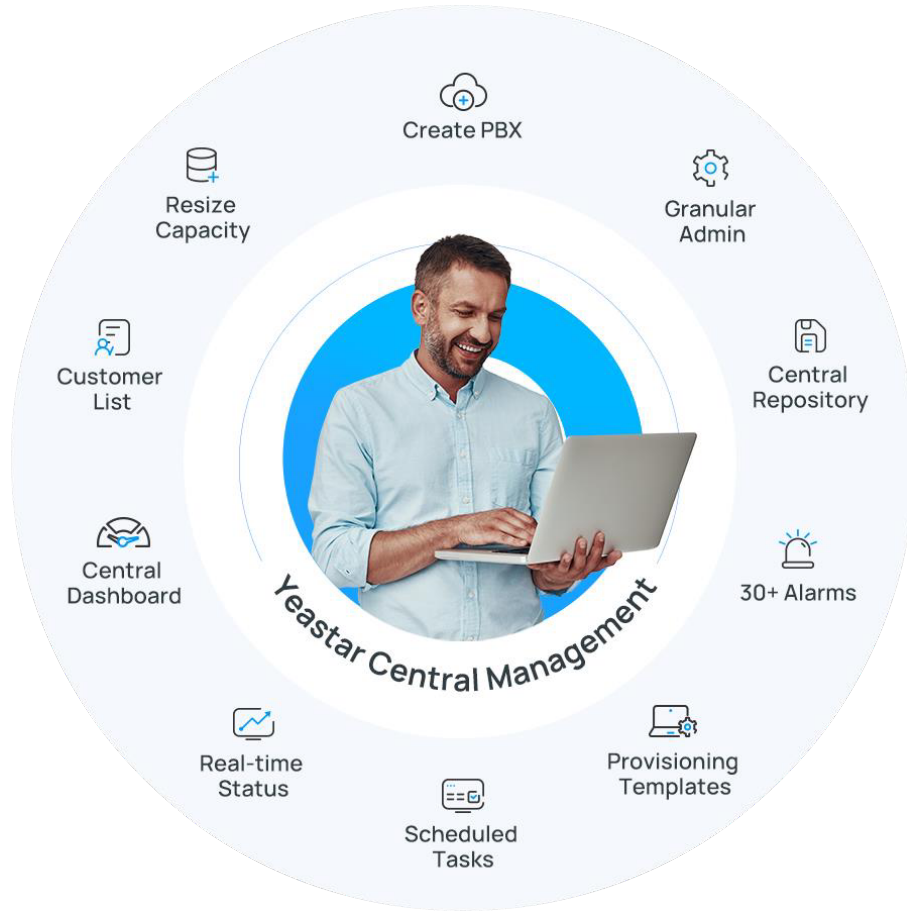 Create PBX
Granular
Admin
Central
Repository
30+ Alarms
Provisioning
Templates
Scheduled
Tasks
Real-time
Status
Central
Dashboard
Customer
List
Resize
Capacity
Yeastar Central Management